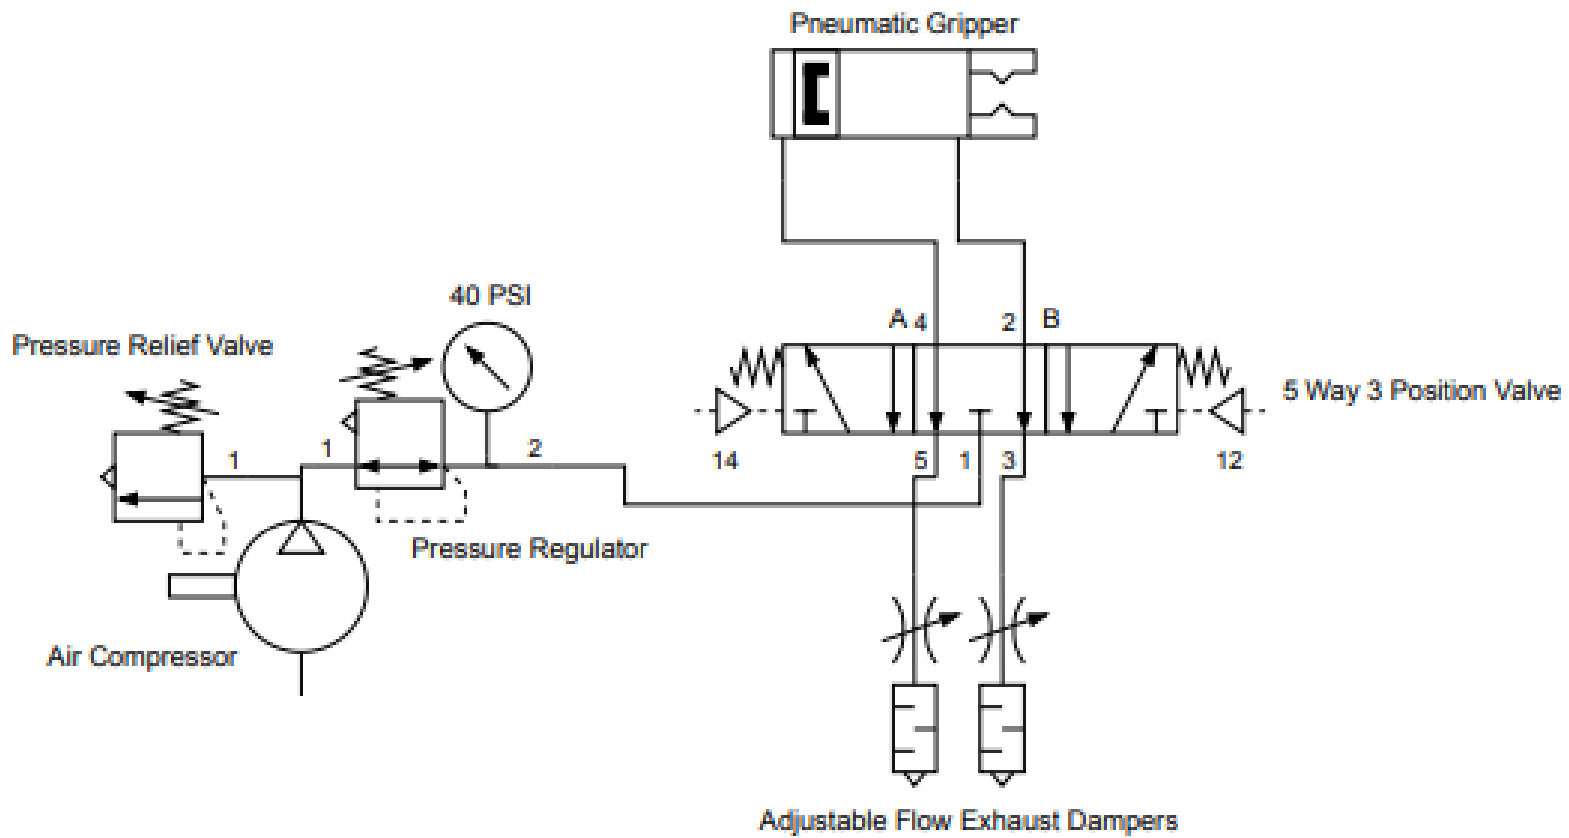 Pneumatic Gripper
40 PSI
Pressure Relief Valve
A 4 2 B
5 Way 3 Position Valve
1 1 2
14 5 1 3 12
Pressure Regulator
Air Compressor
Adjustable Flow Exhaust Dampers